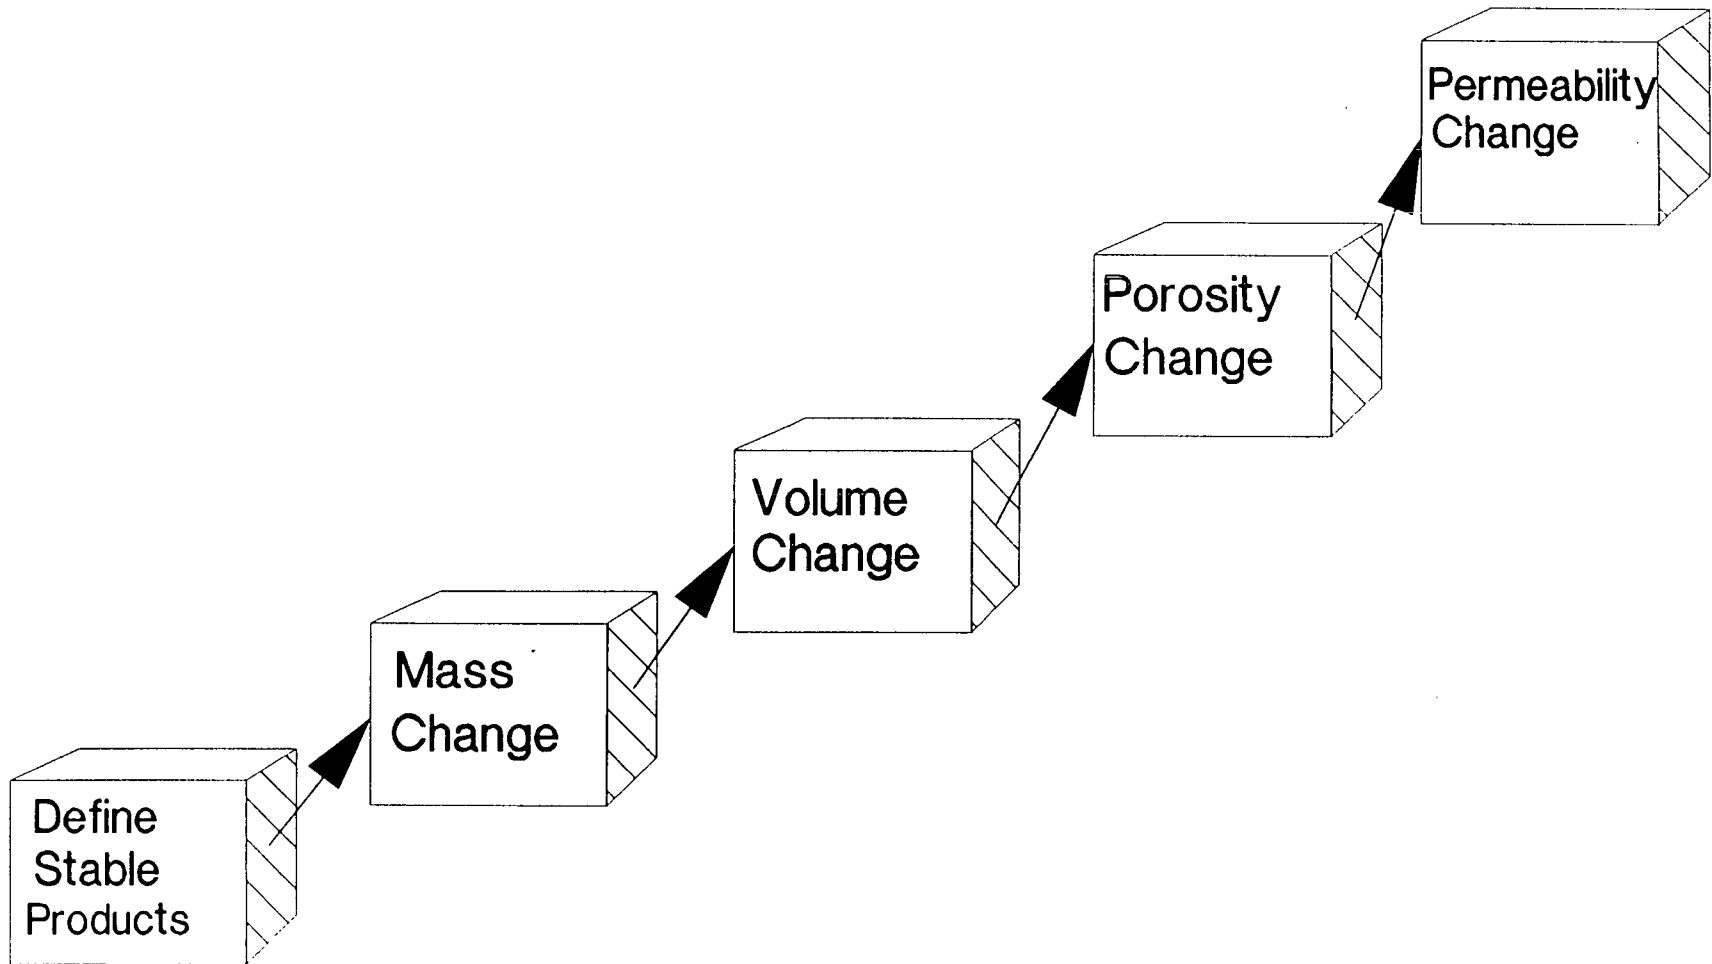 Define
Stable
Products
Mass
Change
Volume
Change
Porosity
Change
Permeability
Change